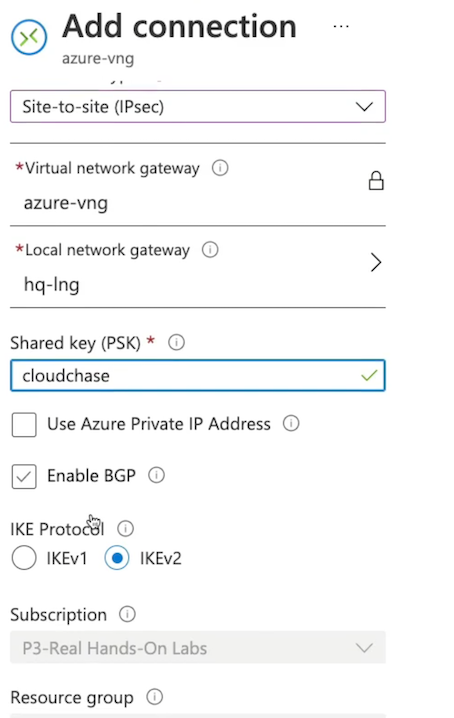 Add connection ...
azure-vng
Site-to-site (IPsec)
*Virtual network gateway
azure-vng
*Local network gateway
hq-lng
Shared key (PSK) *
cloudchase
Use Azure Private IP Address
Enable BGP
IKE Protocol
IKEv1 IKEv2
Subscription
P3-Real Hands-On Labs
Resource group